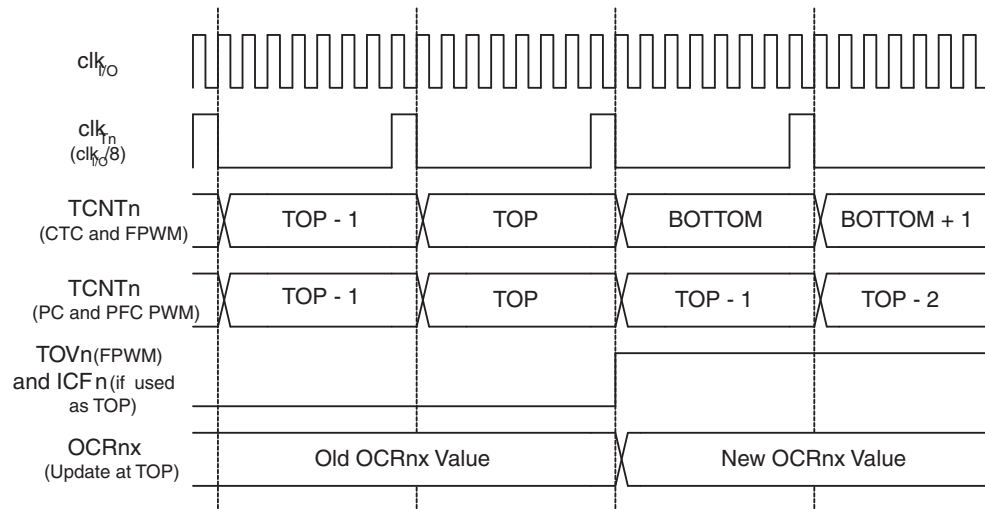 clkI/O
clkTn
(clkI/O/8)
TCNTn
(CTC and FPWM)
TOP - 1
TOP
BOTTOM
BOTTOM + 1
TCNTn
(PC and PFC PWM)
TOP - 1
TOP
TOP - 1
TOP - 2
TOVn(FPWM)
and ICFn(if used
as TOP)
OCRnx
(Update at TOP)
Old OCRnx Value
New OCRnx Value